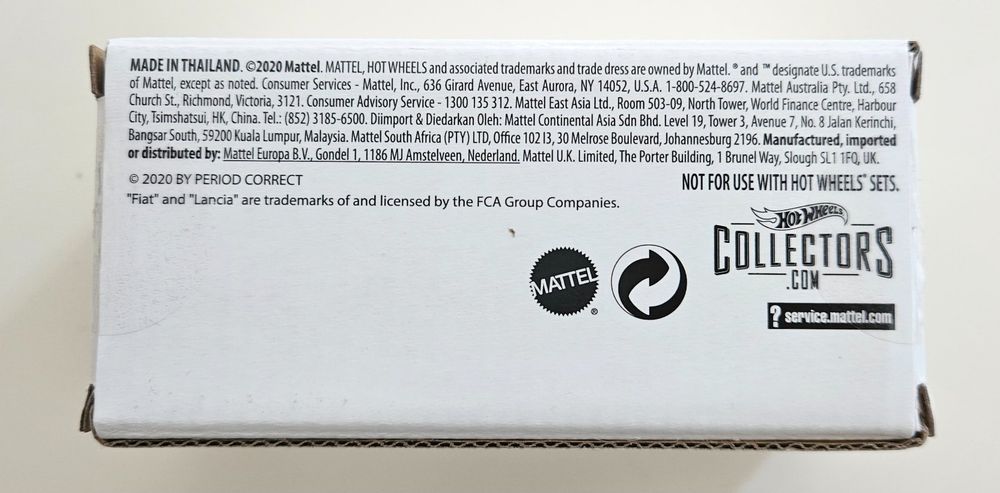 MADE IN THAILAND. ©2020 Mattel. MATTEL, HOT WHEELS and associated trademarks and trade dress are owned by Mattel. ® and ™ designate U.S. trademarks
of Mattel, except as noted. Consumer Services - Mattel, Inc., 636 Girard Avenue, East Aurora, NY 14052, U.S.A. 1-800-524-8697. Mattel Australia Pty. Ltd., 658
Church St., Richmond, Victoria, 3121. Consumer Advisory Service - 1300 135 312. Mattel East Asia Ltd., Room 503-09, North Tower, World Finance Centre, Harbour
City, Tsimshatsui, HK, China. Tel.: (852) 3185-6500. Diimport & Diedarkan Oleh: Mattel Continental Asia Sdn Bhd. Level 19, Tower 3, Avenue 7, No. 8 Jalan Kerinchi,
Bangsar South, 59200 Kuala Lumpur, Malaysia. Mattel South Africa (PTY) LTD, Office 102 I3, 30 Melrose Boulevard, Johannesburg 2196. Manufactured, imported
or distributed by: Mattel Europa B.V., Gondel 1, 1186 MJ Amstelveen, Nederland. Mattel U.K. Limited, The Porter Building, 1 Brunel Way, Slough SL1 1FQ, UK.
© 2020 BY PERIOD CORRECT
NOT FOR USE WITH HOT WHEELS® SETS.
"Fiat" and "Lancia" are trademarks of and licensed by the FCA Group Companies.
HOT WHEELS
COLLECTORS
.COM
MATTEL
®
? service.mattel.com